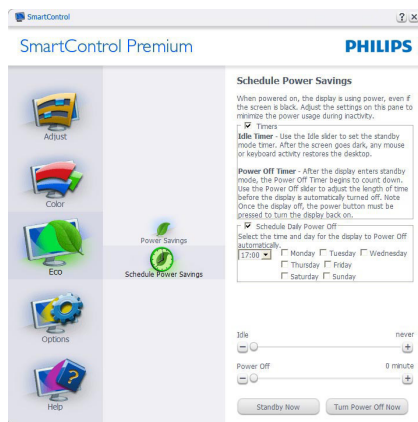 SmartControl
SmartControl Premium
PHILIPS
Adjust
Color
Eco
Options
Help
Power Savings
Schedule Power Savings
Schedule Power Savings
When powered on, the display is using power, even if
the screen is black. Adjust the settings on this pane to
minimize the power usage during inactivity.
Timers
Idle Timer - Use the Idle slider to set the standby
mode timer. After the screen goes dark, any mouse
or keyboard activity restores the desktop.
Power Off Timer - After the display enters standby
mode, the Power Off Timer begins to count down.
Use the Power Off slider to adjust the length of time
before the display is automatically turned off. Note
Once the display off, the power button must be
pressed to turn the display back on.
Schedule Daily Power Off
Select the time and day for the display to Power Off
automatically.
17:00 Monday Tuesday Wednesday
Thursday Friday
Saturday Sunday
Idle never
Power Off 0 minute
Standby Now Turn Power Off Now